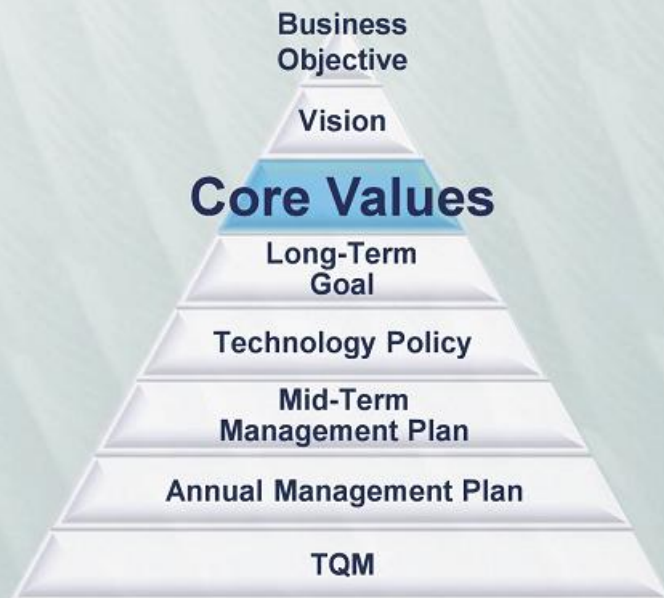 Business
Objective
Vision
Core Values
Long-Term
Goal
Technology Policy
Mid-Term
Management Plan
Annual Management Plan
TQM